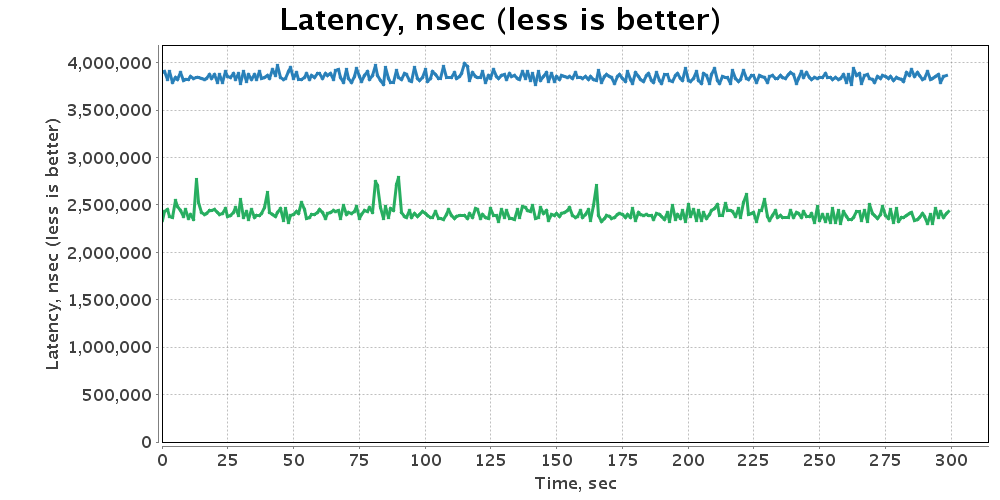 Latency, nsec (less is better)
Latency, nsec (less is better)
4,000,000
3,500,000
3,000,000
2,500,000
2,000,000
1,500,000
1,000,000
500,000
0
0 25 50 75 100 125 150 175 200 225 250 275 300
Time, sec